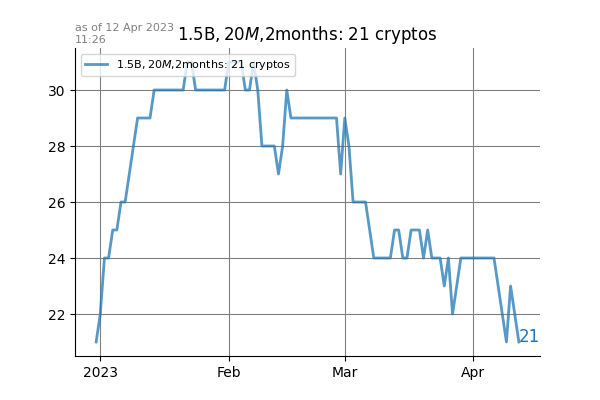 as of 12 Apr 2023
11:26
1.5B, 20M,2months: 21 cryptos
1.5B, 20M,2months: 21 cryptos
30
28
26
24
22
21
2023
Feb
Mar
Apr